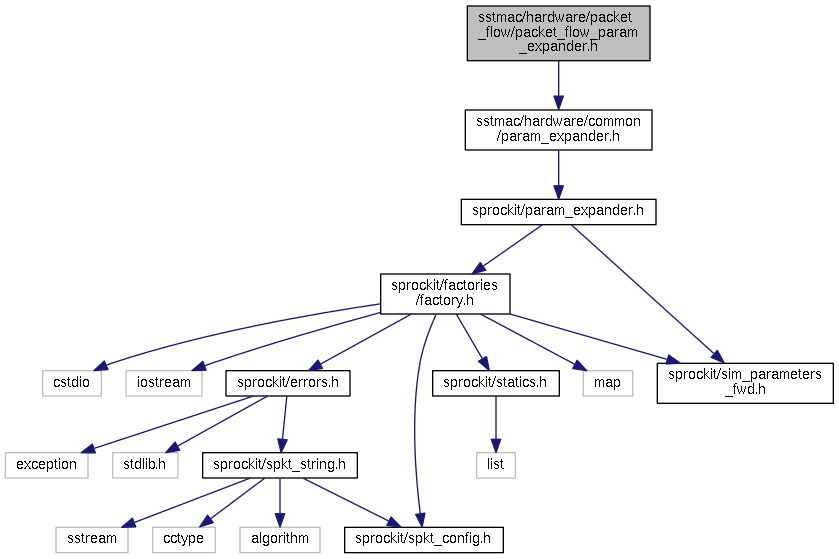 sstmac/hardware/packet
_flow/packet_flow_param
_expander.h
sstmac/hardware/common
/param_expander.h
sprockit/param_expander.h
sprockit/factories
/factory.h
cstdio
iostream
sprockit/errors.h
sprockit/statics.h
map
sprockit/sim_parameters
_fwd.h
exception
stdlib.h
sprockit/spkt_string.h
list
sstream
cctype
algorithm
sprockit/spkt_config.h